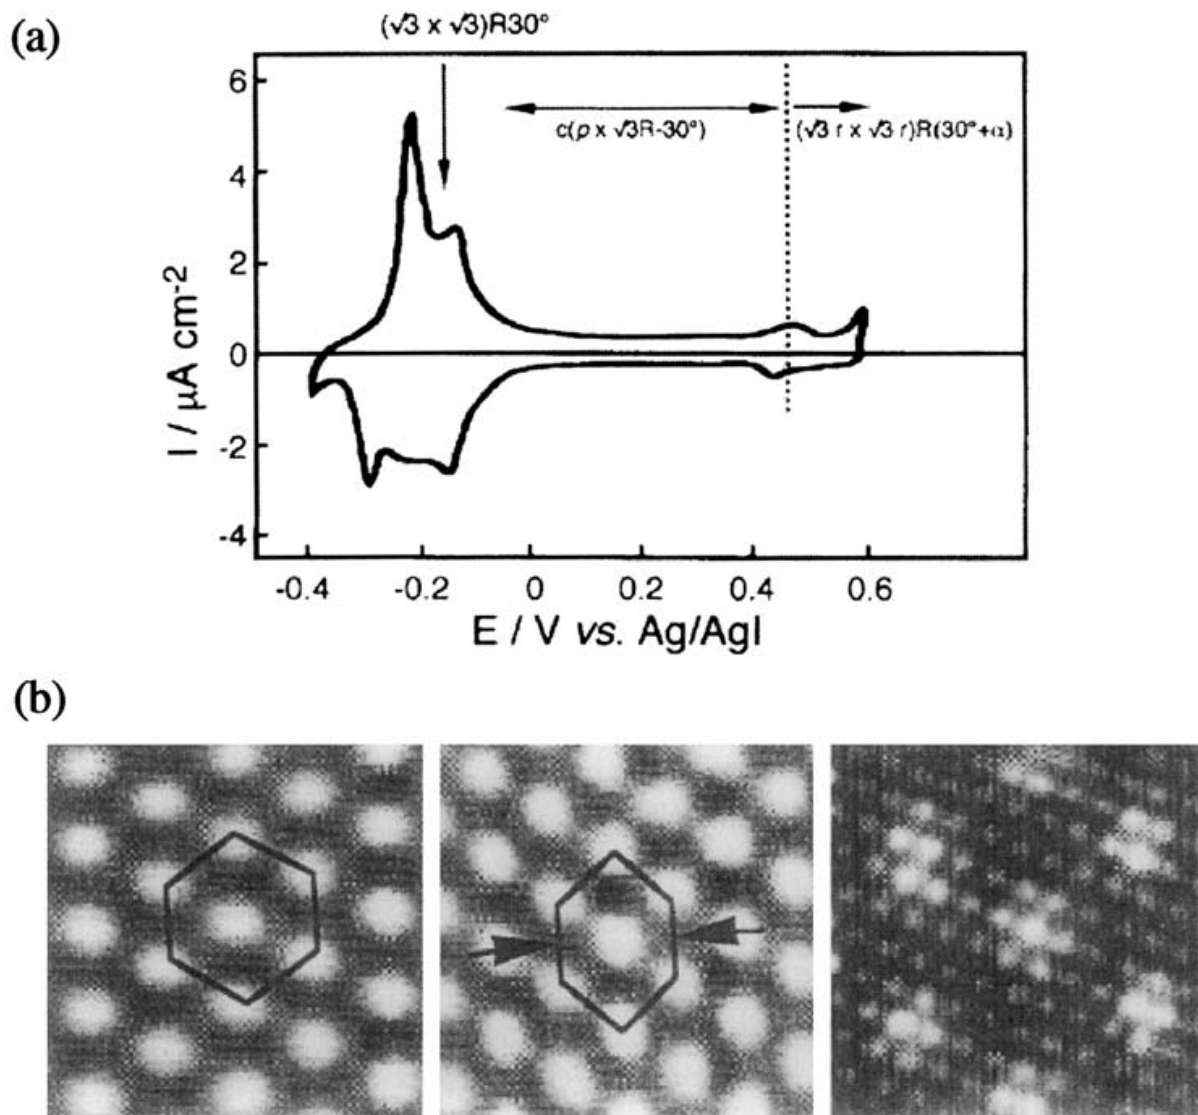 (a)
(√3 x √3)R30°
c(p x √3R-30°)
(√3 r x √3 r)R(30°+α)
6
4
2
0
-2
-4
I / μA cm-2
-0.4
-0.2
0
0.2
0.4
0.6
E / V vs. Ag/AgI
(b)